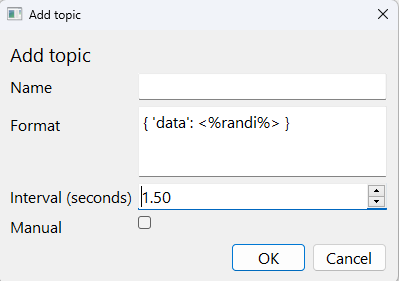 Add topic
Add topic
Name
Format
{ 'data': <%randi%> }
Interval (seconds)
1.50
Manual
OK
Cancel